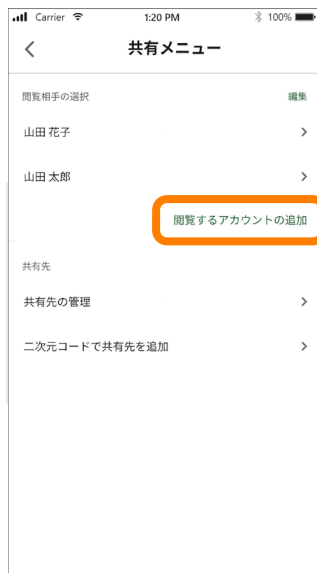 Carrier 1:20 PM 100%
共有メニュー
閲覧相手の選択 編集
山田 花子
山田 太郎
閲覧するアカウントの追加
共有先
共有先の管理
二次元コードで共有先を追加